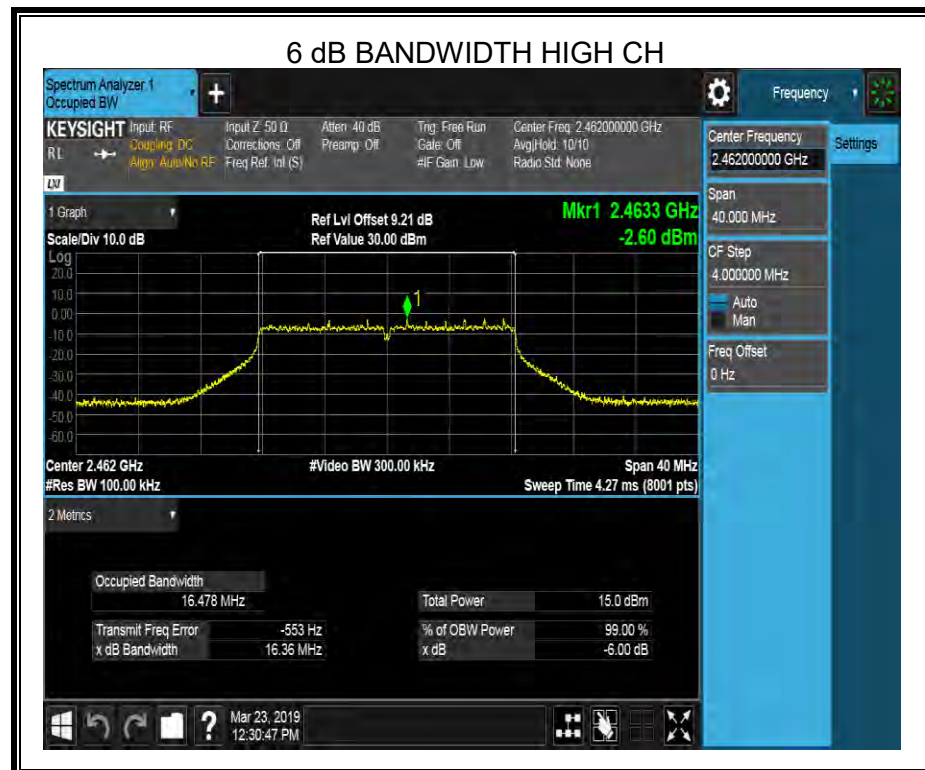 6 dB BANDWIDTH HIGH CH
Spectrum Analyzer 1
Occupied BW
+
Frequency
KEYSIGHT
RL
LXI
Input: RF
Coupling: DC
Align: Auto/No RF
Input Z: 50 Ω
Corrections: Off
Freq Ref: Int (S)
Atten: 40 dB
Preamp: Off
Trig: Free Run
Gate: Off
#IF Gain: Low
Center Freq: 2.462000000 GHz
Avg|Hold: 10/10
Radio Std: None
Center Frequency
2.462000000 GHz
Settings
Span
40.000 MHz
CF Step
4.000000 MHz
Auto
Man
Freq Offset
0 Hz
1 Graph
Scale/Div 10.0 dB
Ref Lvl Offset 9.21 dB
Ref Value 30.00 dBm
Mkr1 2.4633 GHz
-2.60 dBm
Log
20.0
10.0
0.00
-10.0
-20.0
-30.0
-40.0
-50.0
-60.0
1
Center 2.462 GHz
#Res BW 100.00 kHz
#Video BW 300.00 kHz
Span 40 MHz
Sweep Time 4.27 ms (8001 pts)
2 Metrics
Occupied Bandwidth
16.478 MHz
Total Power 15.0 dBm
Transmit Freq Error -553 Hz
% of OBW Power 99.00 %
x dB Bandwidth 16.36 MHz
x dB -6.00 dB
?
Mar 23, 2019
12:30:47 PM